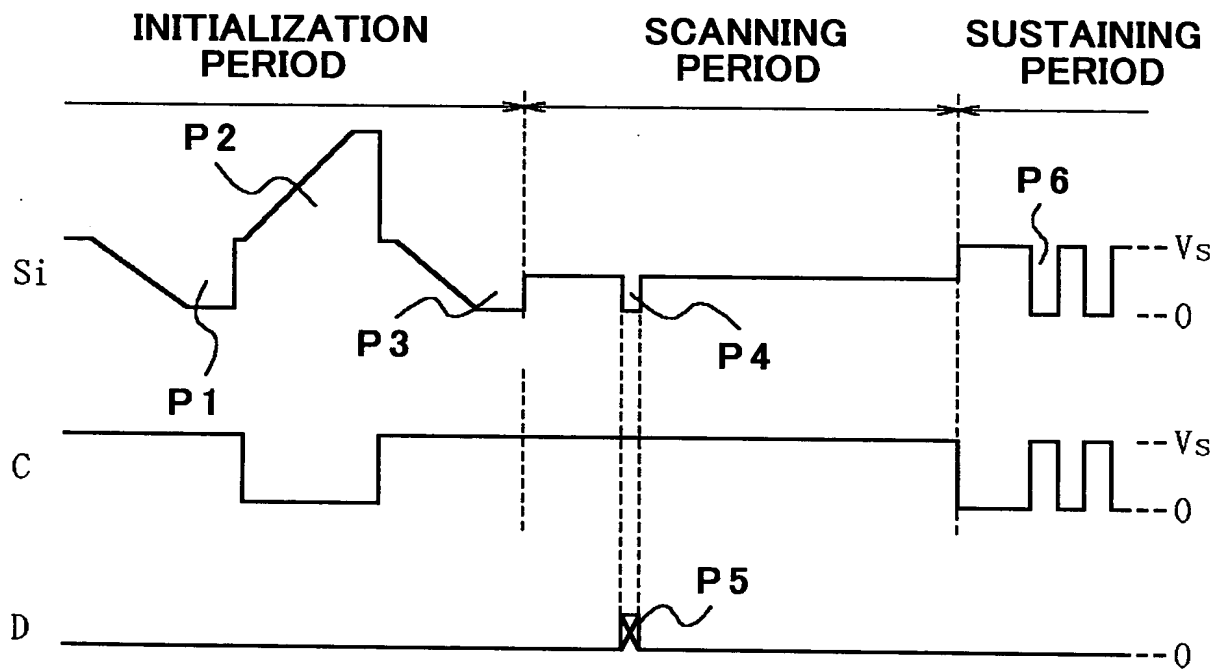 INITIALIZATION
PERIOD
SCANNING
PERIOD
SUSTAINING
PERIOD
P2
P6
Si
Vs
0
P3
P4
P1
C
Vs
0
P5
D
0